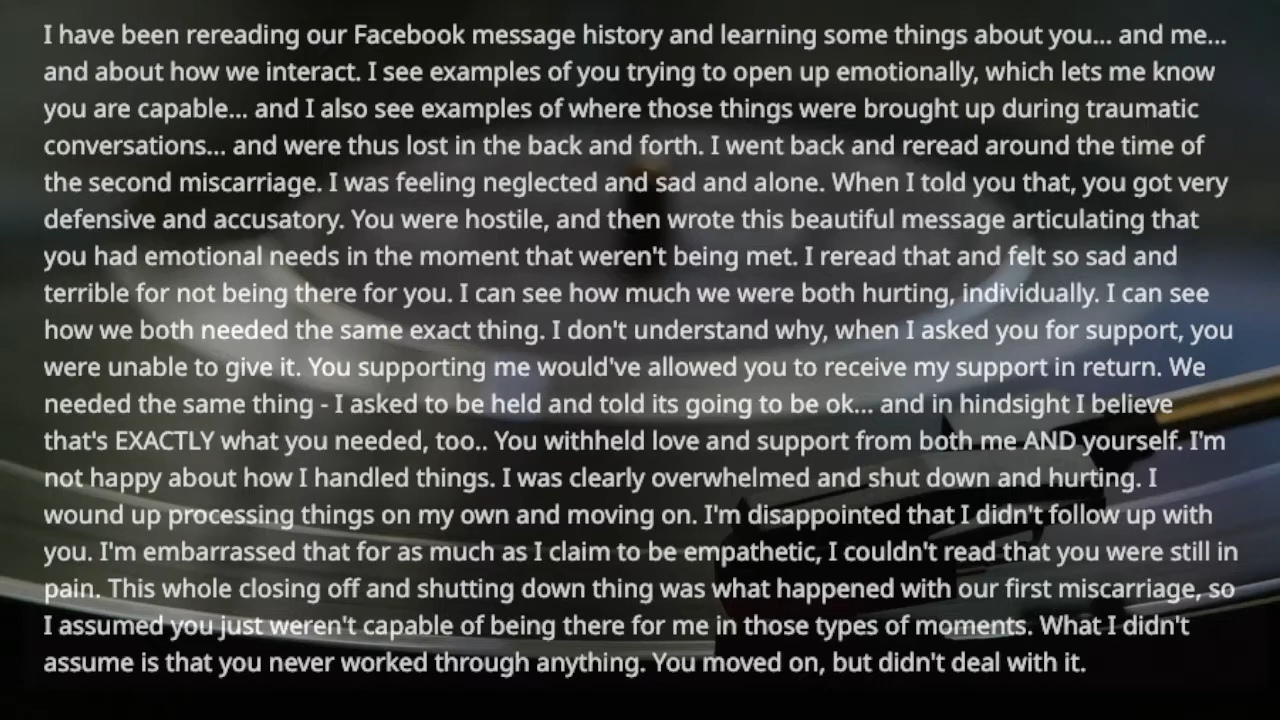 I have been rereading our Facebook message history and learning some things about you... and me...
and about how we interact. I see examples of you trying to open up emotionally, which lets me know
you are capable... and I also see examples of where those things were brought up during traumatic
conversations... and were thus lost in the back and forth. I went back and reread around the time of
the second miscarriage. I was feeling neglected and sad and alone. When I told you that, you got very
defensive and accusatory. You were hostile, and then wrote this beautiful message articulating that
you had emotional needs in the moment that weren't being met. I reread that and felt so sad and
terrible for not being there for you. I can see how much we were both hurting, individually. I can see
how we both needed the same exact thing. I don't understand why, when I asked you for support, you
were unable to give it. You supporting me would've allowed you to receive my support in return. We
needed the same thing - I asked to be held and told its going to be ok... and in hindsight I believe
that's EXACTLY what you needed, too.. You withheld love and support from both me AND yourself. I'm
not happy about how I handled things. I was clearly overwhelmed and shut down and hurting. I
wound up processing things on my own and moving on. I'm disappointed that I didn't follow up with
you. I'm embarrassed that for as much as I claim to be empathetic, I couldn't read that you were still in
pain. This whole closing off and shutting down thing was what happened with our first miscarriage, so
I assumed you just weren't capable of being there for me in those types of moments. What I didn't
assume is that you never worked through anything. You moved on, but didn't deal with it.